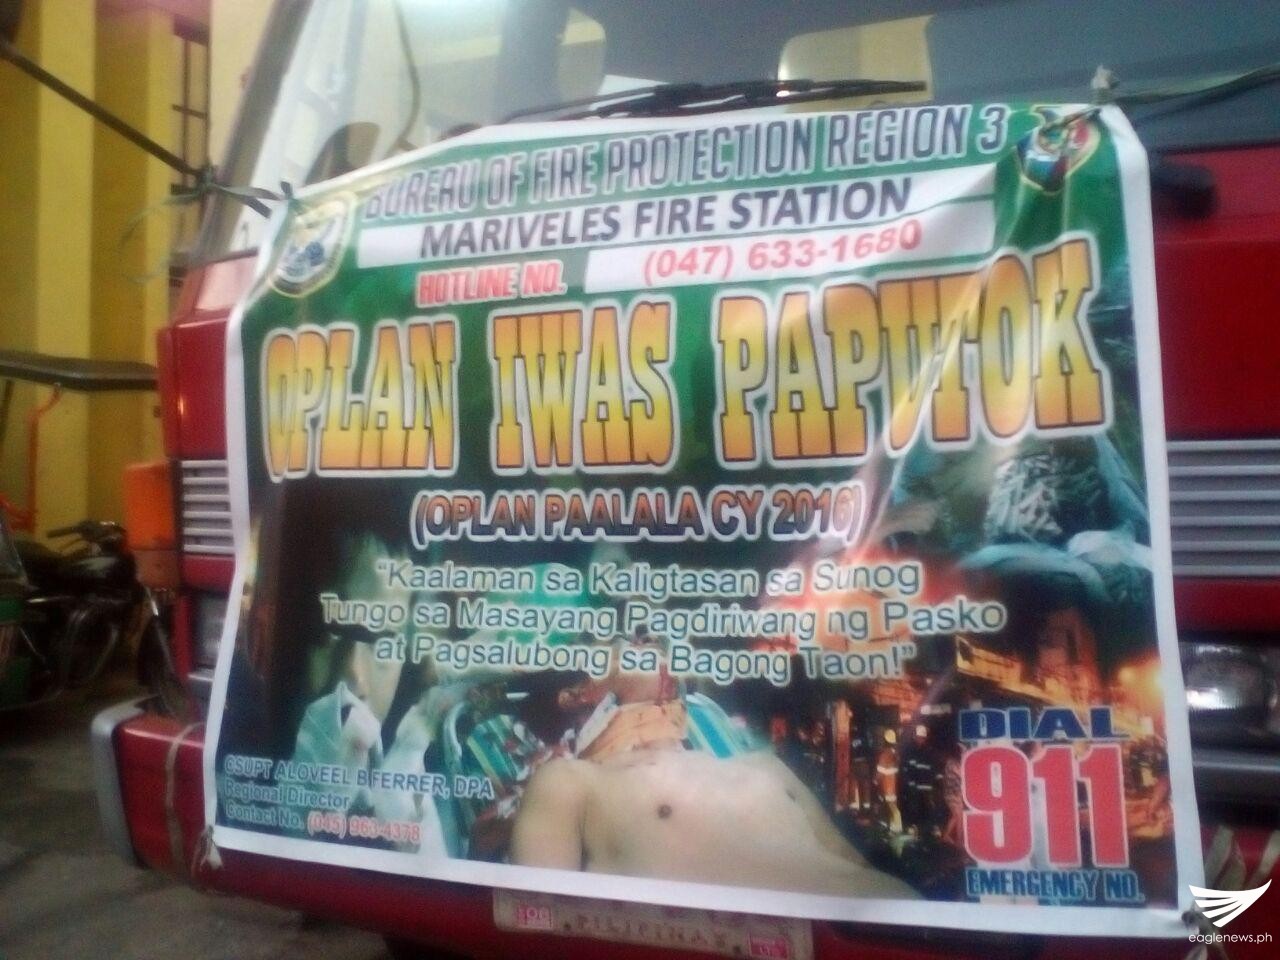 BUREAU OF FIRE PROTECTION REGION 3
MARIVELES FIRE STATION
HOTLINE NO. (047) 633-1680
OPLAN IWAS PAPUTOK
(OPLAN PAALALA CY 2016)
"Kaalaman sa Kaligtasan sa Sunog
Tungo sa Masayang Pagdiriwang ng Pasko
at Pagsalubong sa Bagong Taon!"
CSUPT ALOVEEL B FERRER, DPA
Regional Director
Contact No. (045) 963-4378
DIAL
911
EMERGENCY NO.
PILIPINAS
eaglenews.ph